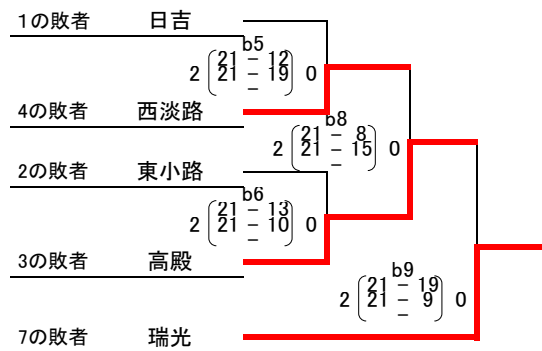 1の敗者 日吉
b5
2 21 － 12 0
21 － 19
－
4の敗者 西淡路
b8
2 21 － 8 0
21 － 15
－
2の敗者 東小路
b6
2 21 － 13 0
21 － 10
－
3の敗者 高殿
b9
2 21 － 19 0
21 － 9
－
7の敗者 瑞光